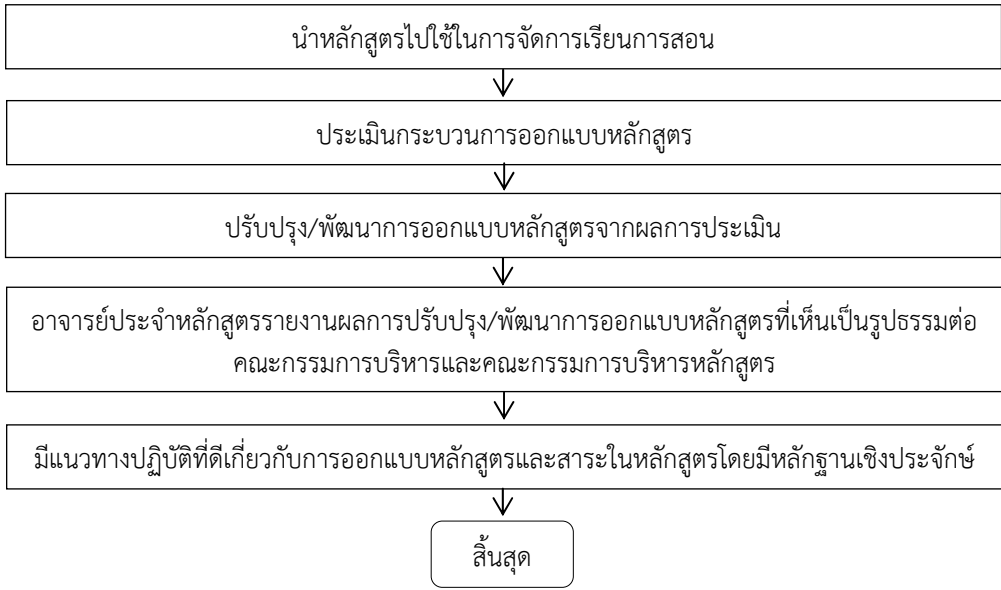 นำหลักสูตรไปใช้ในการจัดการเรียนการสอน
ประเมินกระบวนการออกแบบหลักสูตร
ปรับปรุง/พัฒนาการออกแบบหลักสูตรจากผลการประเมิน
อาจารย์ประจำหลักสูตรรายงานผลการปรับปรุง/พัฒนาการออกแบบหลักสูตรที่เห็นเป็นรูปธรรมต่อ
คณะกรรมการบริหารและคณะกรรมการบริหารหลักสูตร
มีแนวทางปฏิบัติที่ดีเกี่ยวกับการออกแบบหลักสูตรและสาระในหลักสูตรโดยมีหลักฐานเชิงประจักษ์
สิ้นสุด